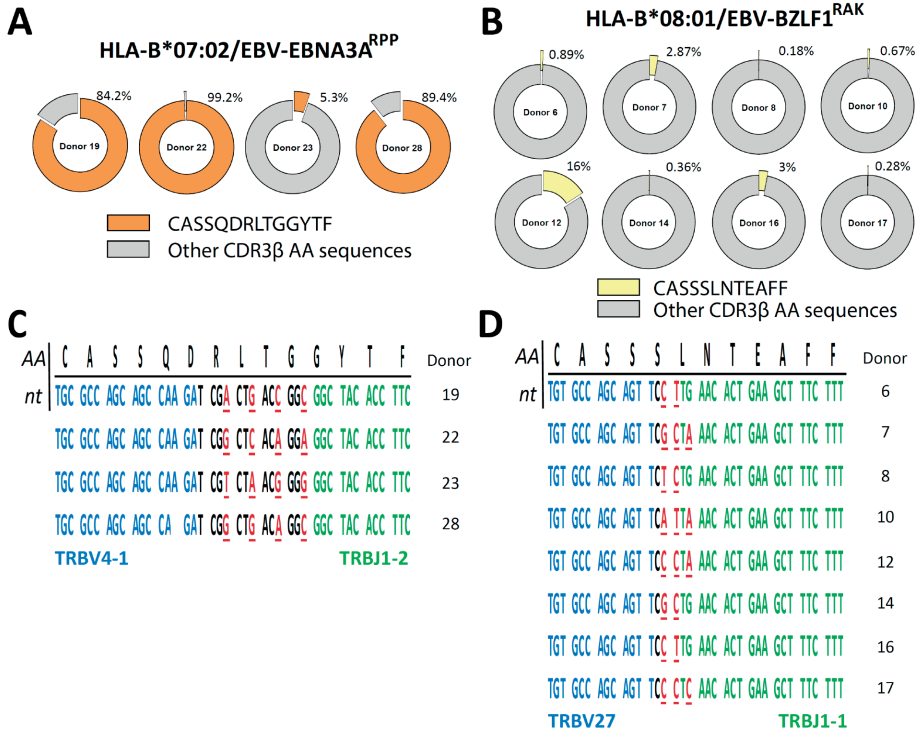 A
HLA-B*07:02/EBV-EBNA3A^RPP
84.2%
99.2%
5.3%
89.4%
Donor 19
Donor 22
Donor 23
Donor 28
CASSQDRLTGGYTF
Other CDR3β AA sequences
B
HLA-B*08:01/EBV-BZLF1^RAK
0.89%
2.87%
0.18%
0.67%
Donor 6
Donor 7
Donor 8
Donor 10
16%
0.36%
3%
0.28%
Donor 12
Donor 14
Donor 16
Donor 17
CASSSLNTEAFF
Other CDR3β AA sequences
C
AA C A S S Q D R L T G G Y T F Donor
nt TGC GCC AGC AGC CAA GAT CGA CTG ACC GGC GGC TAC ACC TTC 19
TGC GCC AGC AGC CAA GAT CGG CTC ACA GGA GGC TAC ACC TTC 22
TGC GCC AGC AGC CAA GAT CGT CTA ACG GGG GGC TAC ACC TTC 23
TGC GCC AGC AGC CA GAT CGG CTG ACA GGC GGC TAC ACC TTC 28
TRBV4-1 TRBJ1-2
D
AA C A S S S L N T E A F F Donor
nt TGT GCC AGC AGT TCC TTG AAC ACT GAA GCT TTC TTT 6
TGT GCC AGC AGT TCG CTA AAC ACT GAA GCT TTC TTT 7
TGT GCC AGC AGT TCT CTG AAC ACT GAA GCT TTC TTT 8
TGT GCC AGC AGT TCA TTA AAC ACT GAA GCT TTC TTT 10
TGT GCC AGC AGT TCC CTA AAC ACT GAA GCT TTC TTT 12
TGT GCC AGC AGT TCG CTG AAC ACT GAA GCT TTC TTT 14
TGT GCC AGC AGT TCC TTG AAC ACT GAA GCT TTC TTT 16
TGT GCC AGC AGT TCC CTC AAC ACT GAA GCT TTC TTT 17
TRBV27 TRBJ1-1